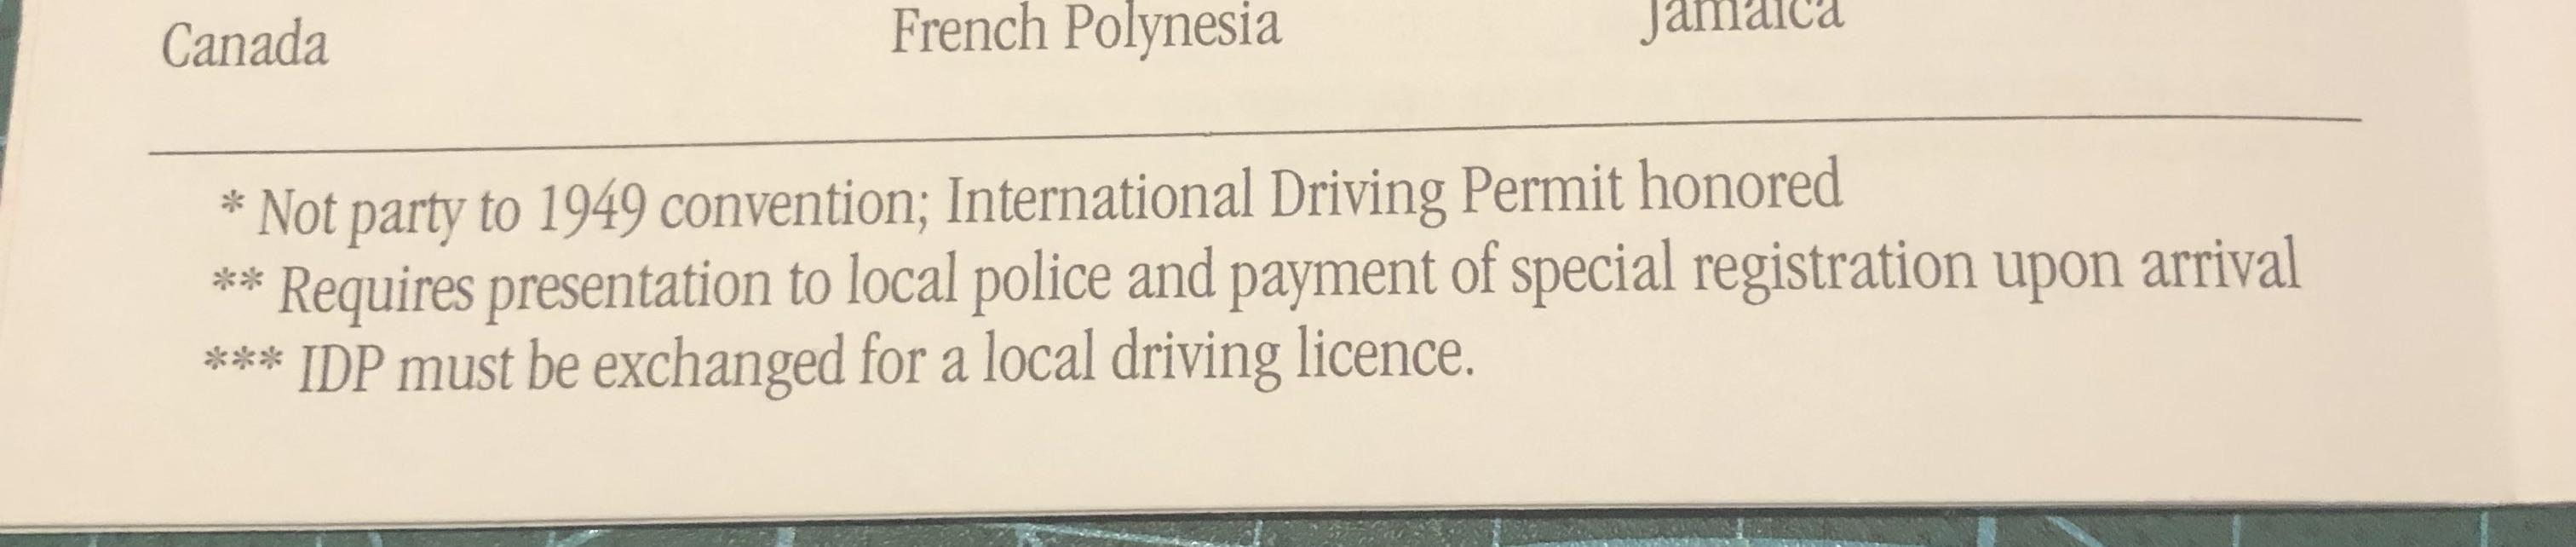 Canada French Polynesia Jamaica
* Not party to 1949 convention; International Driving Permit honored
** Requires presentation to local police and payment of special registration upon arrival
*** IDP must be exchanged for a local driving licence.